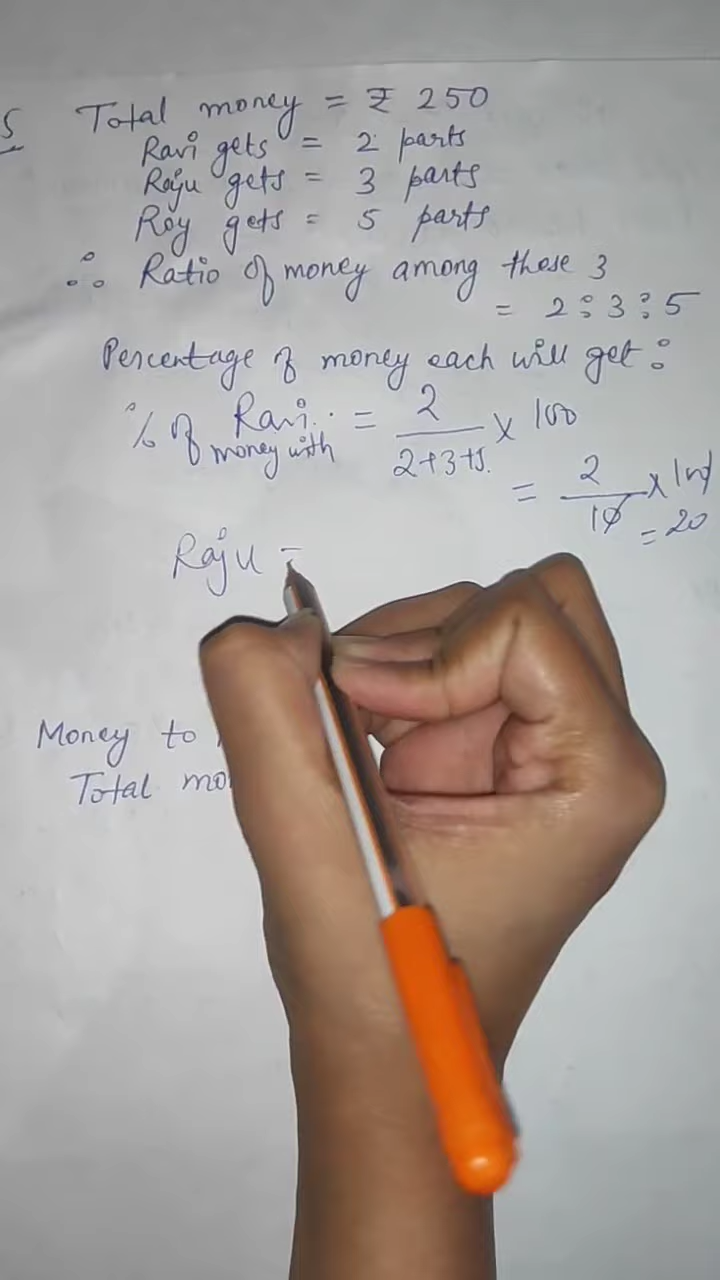 5 Total money = ₹ 250
Ravi gets = 2 parts
Raju gets = 3 parts
Roy gets = 5 parts
∴ Ratio of money among these 3
= 2:3:5
Percentage of money each will get:
% of Ravi = 2/2+3+5 × 100
money with
= 2/10 × 100
= 20
Raju =
Money to
Total